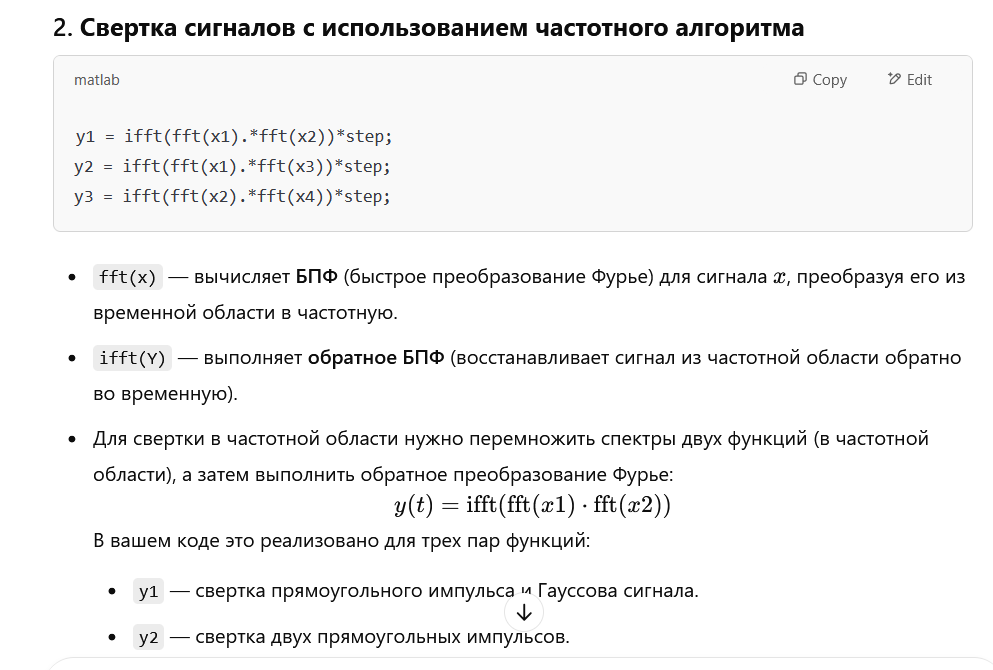 2. Свертка сигналов с использованием частотного алгоритма
matlab
Copy
Edit
y1 = ifft(fft(x1).*fft(x2))*step;
y2 = ifft(fft(x1).*fft(x3))*step;
y3 = ifft(fft(x2).*fft(x4))*step;
fft(x) — вычисляет БПФ (быстрое преобразование Фурье) для сигнала x, преобразуя его из
временной области в частотную.
ifft(Y) — выполняет обратное БПФ (восстанавливает сигнал из частотной области обратно
во временную).
Для свертки в частотной области нужно перемножить спектры двух функций (в частотной
области), а затем выполнить обратное преобразование Фурье:
y(t) = ifft(fft(x1) · fft(x2))
В вашем коде это реализовано для трех пар функций:
y1 — свертка прямоугольного импульса и Гауссова сигнала.
y2 — свертка двух прямоугольных импульсов.